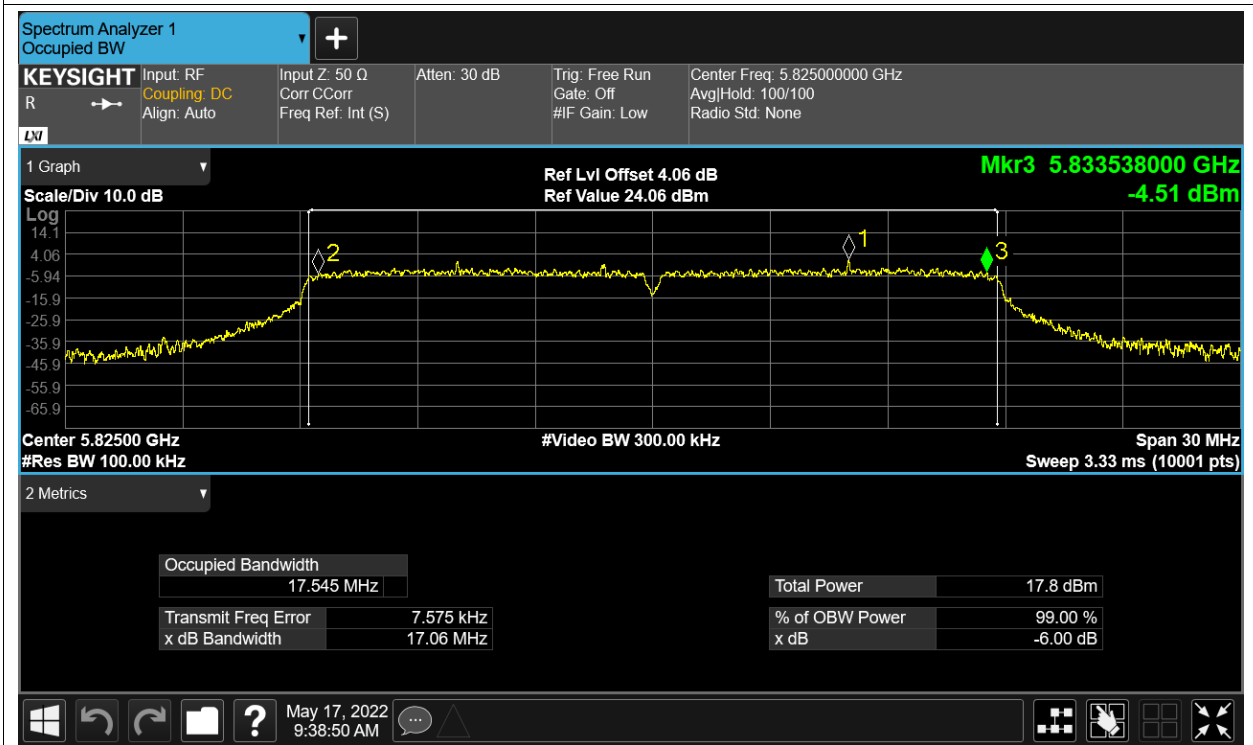 Spectrum Analyzer 1
Occupied BW
KEYSIGHT
R
LXI
Input: RF
Coupling: DC
Align: Auto
Input Z: 50 Ω
Corr CCorr
Freq Ref: Int (S)
Atten: 30 dB
Trig: Free Run
Gate: Off
#IF Gain: Low
Center Freq: 5.825000000 GHz
Avg|Hold: 100/100
Radio Std: None
1 Graph
Scale/Div 10.0 dB
Ref Lvl Offset 4.06 dB
Ref Value 24.06 dBm
Mkr3 5.833538000 GHz
-4.51 dBm
Log
14.1
4.06
-5.94
-15.9
-25.9
-35.9
-45.9
-55.9
-65.9
2
1
3
Center 5.82500 GHz
#Res BW 100.00 kHz
#Video BW 300.00 kHz
Span 30 MHz
Sweep 3.33 ms (10001 pts)
2 Metrics
Occupied Bandwidth
17.545 MHz
Transmit Freq Error 7.575 kHz
x dB Bandwidth 17.06 MHz
Total Power 17.8 dBm
% of OBW Power 99.00 %
x dB -6.00 dB
?
May 17, 2022
9:38:50 AM